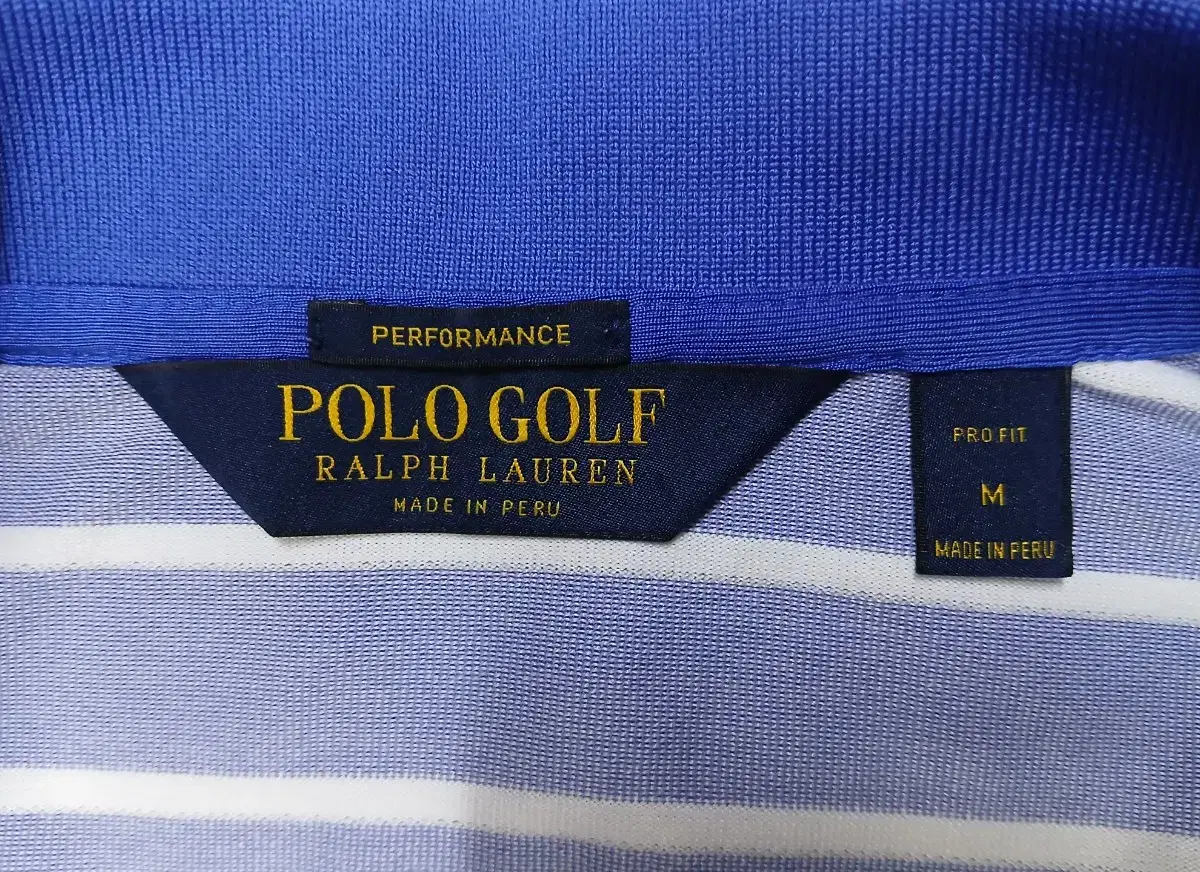 PERFORMANCE
POLO GOLF
RALPH LAUREN
MADE IN PERU
PRO FIT
M
MADE IN PERU